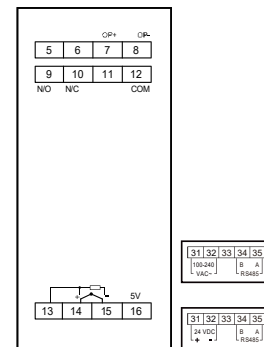 OP+ OP-
5 6 7 8
9 10 11 12
N/O N/C COM
+ - 5V
13 14 15 16
31 32 33 34 35
100-240 B A
VAC~ RS485
31 32 33 34 35
24 VDC B A
+ - RS485